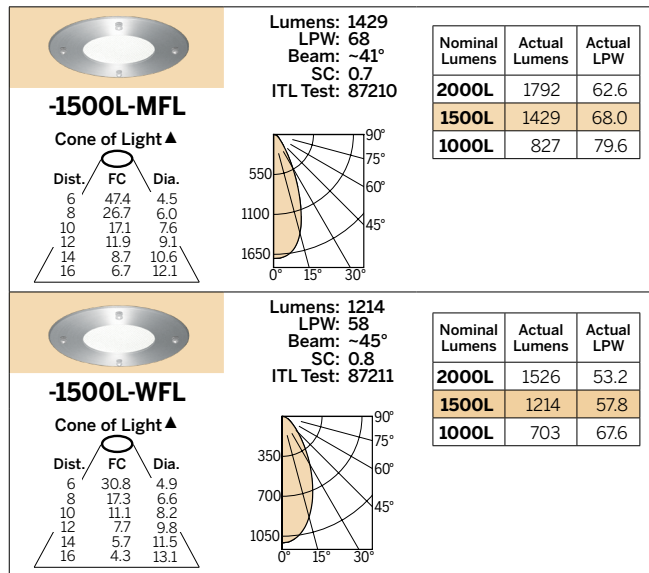 -1500L-MFL
Cone of Light▲
Dist. FC Dia.
6 47.4 4.5
8 26.7 6.0
10 17.1 7.6
12 11.9 9.1
14 8.7 10.6
16 6.7 12.1
Lumens: 1429
LPW: 68
Beam: ~41°
SC: 0.7
ITL Test: 87210
90°
75°
60°
45°
550
1100
1650
0° 15° 30°
Nominal Lumens Actual Lumens Actual LPW
2000L 1792 62.6
1500L 1429 68.0
1000L 827 79.6
-1500L-WFL
Cone of Light▲
Dist. FC Dia.
6 30.8 4.9
8 17.3 6.6
10 11.1 8.2
12 7.7 9.8
14 5.7 11.5
16 4.3 13.1
Lumens: 1214
LPW: 58
Beam: ~45°
SC: 0.8
ITL Test: 87211
90°
75°
60°
45°
350
700
1050
0° 15° 30°
Nominal Lumens Actual Lumens Actual LPW
2000L 1526 53.2
1500L 1214 57.8
1000L 703 67.6